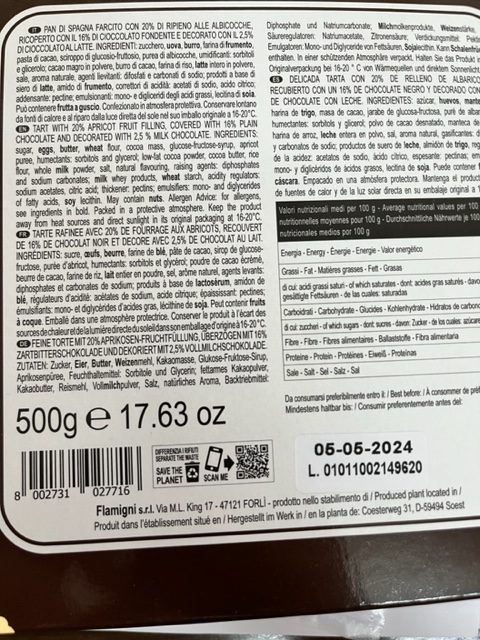 IT PAN DI SPAGNA FARCITO CON 20% DI RIPIENO ALLE ALBICOCCHE,
RICOPERTO CON IL 16% DI CIOCCOLATO FONDENTE E DECORATO CON IL 2.5%
DI CIOCCOLATO AL LATTE. INGREDIENTI: zucchero, uova, burro, farina di frumento,
pasta di cacao, sciroppo di glucosio-fruttosio, purea di albicocche, umidificanti: sorbitoli
e glicerolo; cacao magro in polvere, burro di cacao, farina di riso, latte intero in polvere,
sale, aroma naturale, agenti lievitanti: difosfati e carbonati di sodio; prodotti a base di
siero di latte, amido di frumento, correttori di acidità: acetati di sodio, acido citrico;
addensante: pectine; emulsionanti: mono- e digliceridi degli acidi grassi, lecitina di soia.
Può contenere frutta a guscio. Confezionato in atmosfera protettiva. Conservare lontano
da fonti di calore e al riparo dalla luce diretta del sole nel suo imballo originale a 16-20°C.
EN TART WITH 20% APRICOT FRUIT FILLING, COVERED WITH 16% PLAIN
CHOCOLATE AND DECORATED WITH 2,5 % MILK CHOCOLATE. INGREDIENTS:
sugar, eggs, butter, wheat flour, cocoa mass, glucose-fructose-syrup, apricot
puree, humectants: sorbitols and glycerol; low-fat cocoa powder, cocoa butter, rice
flour, whole milk powder, salt, natural flavouring, raising agents: diphosphates
and sodium carbonates; milk whey products, wheat starch, acidity regulators:
sodium acetates, citric acid; thickener: pectins; emulsifiers: mono- and diglycerides
of fatty acids, soy lecithin. May contain nuts. Allergen Advice: for allergens,
see ingredients in bold. Packed in a protective atmosphere. Keep the product
away from heat sources and direct sunlight in its original packaging at 16-20°C.
FR TARTE RAFINEE AVEC 20% DE FOURRAGE AUX ABRICOTS, RECOUVERT
DE 16% DE CHOCOLAT NOIR ET DECORE AVEC 2,5% DE CHOCOLAT AU LAIT.
INGRÉDIENTS: sucre, œufs, beurre, farine de blé, pâte de cacao, sirop de glucose-
fructose, purée d'abricot, humectants: sorbitols et glycérol; poudre de cacao écrémé,
beurre de cacao, farine de riz, lait entier en poudre, sel, arôme naturel, agents levants:
diphosphates et carbonates de sodium; produits à base de lactosérum, amidon de
blé, régulateurs d'acidité: acétates de sodium, acide citrique; épaississant: pectines;
émulsifiants: mono- et diglycérides d'acides gras, lécithine de soja. Peut contenir fruits
à coque. Emballé dans une atmosphère protectrice. Conserver le produit à l'écart des
sources de chaleur et de la lumière directe du soleil dans son emballage d'origine à 16-20°C.
DE FEINE TORTE MIT 20% APRIKOSEN-FRUCHTFÜLLUNG, ÜBERZOGEN MIT 16%
ZARTBITTERSCHOKOLADE UND DEKORIERT MIT 2,5% VOLLMILCHSCHOKOLADE.
ZUTATEN: Zucker, Eier, Butter, Weizenmehl, Kakaomasse, Glukose-Fruktose-Sirup,
Aprikosenpüree, Feuchthaltemittel: Sorbitole und Glycerin; fettarmes Kakaopulver,
Kakaobutter, Reismehl, Vollmilchpulver, Salz, natürliches Aroma, Backtriebmittel:
Diphosphate und Natriumcarbonate; Milchmolkenprodukte, Weizenstärke,
Säureregulatoren: Natriumacetate, Zitronensäure; Verdickungsmittel:
Emulgatoren: Mono- und Diglyceride von Fettsäuren, Sojalecithin. Kann
enthalten. In einer schützenden Atmosphäre verpackt. Halten Sie das Produkt in
Originalverpackung bei 16-20 ° C von Wärmequellen und direktem Sonnenlicht
ES DELICADA TARTA CON 20% DE RELLENO DE
RECUBIERTO CON UN 16% DE CHOCOLATE NEGRO Y DECORADO CON
DE CHOCOLATE CON LECHE. INGREDIENTES: azúcar, huevos,
harina de trigo, masa de cacao, jarabe de glucosa-fructosa, puré de
humectantes: sorbitols y glicerol; polvo de cacao desnatado, manteca de
harina de arroz, leche entera en polvo, sal, aroma natural, gasificantes:
y carbonatos de sodio; productos de suero de leche, almidón de trigo,
de la acidez: acetatos de sodio, ácido cítrico, espesante: pectinas;
mono- y diglicéridos de ácidos grasos, lecitina de soja. Puede contener
cáscara. Empacado en una atmósfera protectora. Mantenga el producto
de fuentes de calor y de la luz solar directa en su embalaje original a
Valori nutrizionali medi per 100 g - Average nutritional values per 100
nutritionnelles moyennes pour 100 g - Durchschnittliche Nährwerte je 100
nutricionales medios por 100 g
Energia - Energy - Énergie - Energie - Valor energético
Grassi - Fat - Matières grasses - Fett - Grasas
di cui: acidi grassi saturi - of which saturates - dont: acides gras saturés -
gesättigte Fettsäuren - de las cuales: saturadas
Carboidrati - Carbohydrate - Glucides - Kohlenhydrate - Hidratos de
di cui: zuccheri - of which sugars - dont: sucres - davon: Zucker - de los cuales:
Fibre - Fibre - Fibres alimentaires - Ballaststoffe - Fibra alimentaria
Proteine - Protein - Protéines - Eiweiß - Proteínas
Sale - Salt - Sel - Salz - Sal
Da consumarsi preferibilmente entro il: / Best before: / À consommer de
Mindestens haltbar bis: / Consumir preferentemente antes del:
500g e 17.63 oz
8 002731 027716
DIFFERENZIA I RIFIUTI
SEPARATE THE WASTE
SAVE THE
PLANET
SCAN ME
05-05-2024
L. 01011002149620
Flamigni s.r.l. Via M.L. King 17 - 47121 FORLÌ - prodotto nello stabilimento di / Produced plant located in /
Produit dans l'établissement situé en / Hergestellt im Werk in / en la planta de: Coesterweg 31, D-59494 Soest